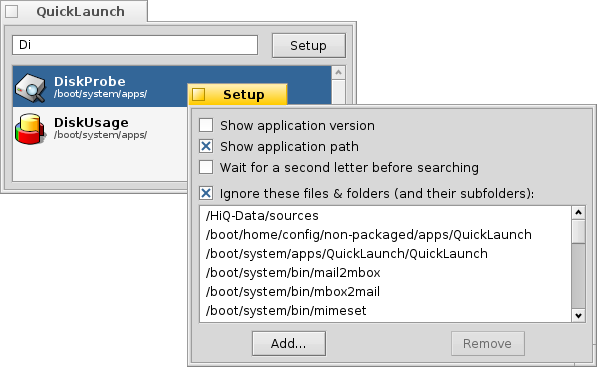 QuickLaunch
Di
Setup
DiskProbe
/boot/system/apps/
DiskUsage
/boot/system/apps/
Setup
Show application version
Show application path
Wait for a second letter before searching
Ignore these files & folders (and their subfolders):
/HiQ-Data/sources
/boot/home/config/non-packaged/apps/QuickLaunch
/boot/system/apps/QuickLaunch/QuickLaunch
/boot/system/bin/mail2mbox
/boot/system/bin/mbox2mail
/boot/system/bin/mimeset
Add...
Remove